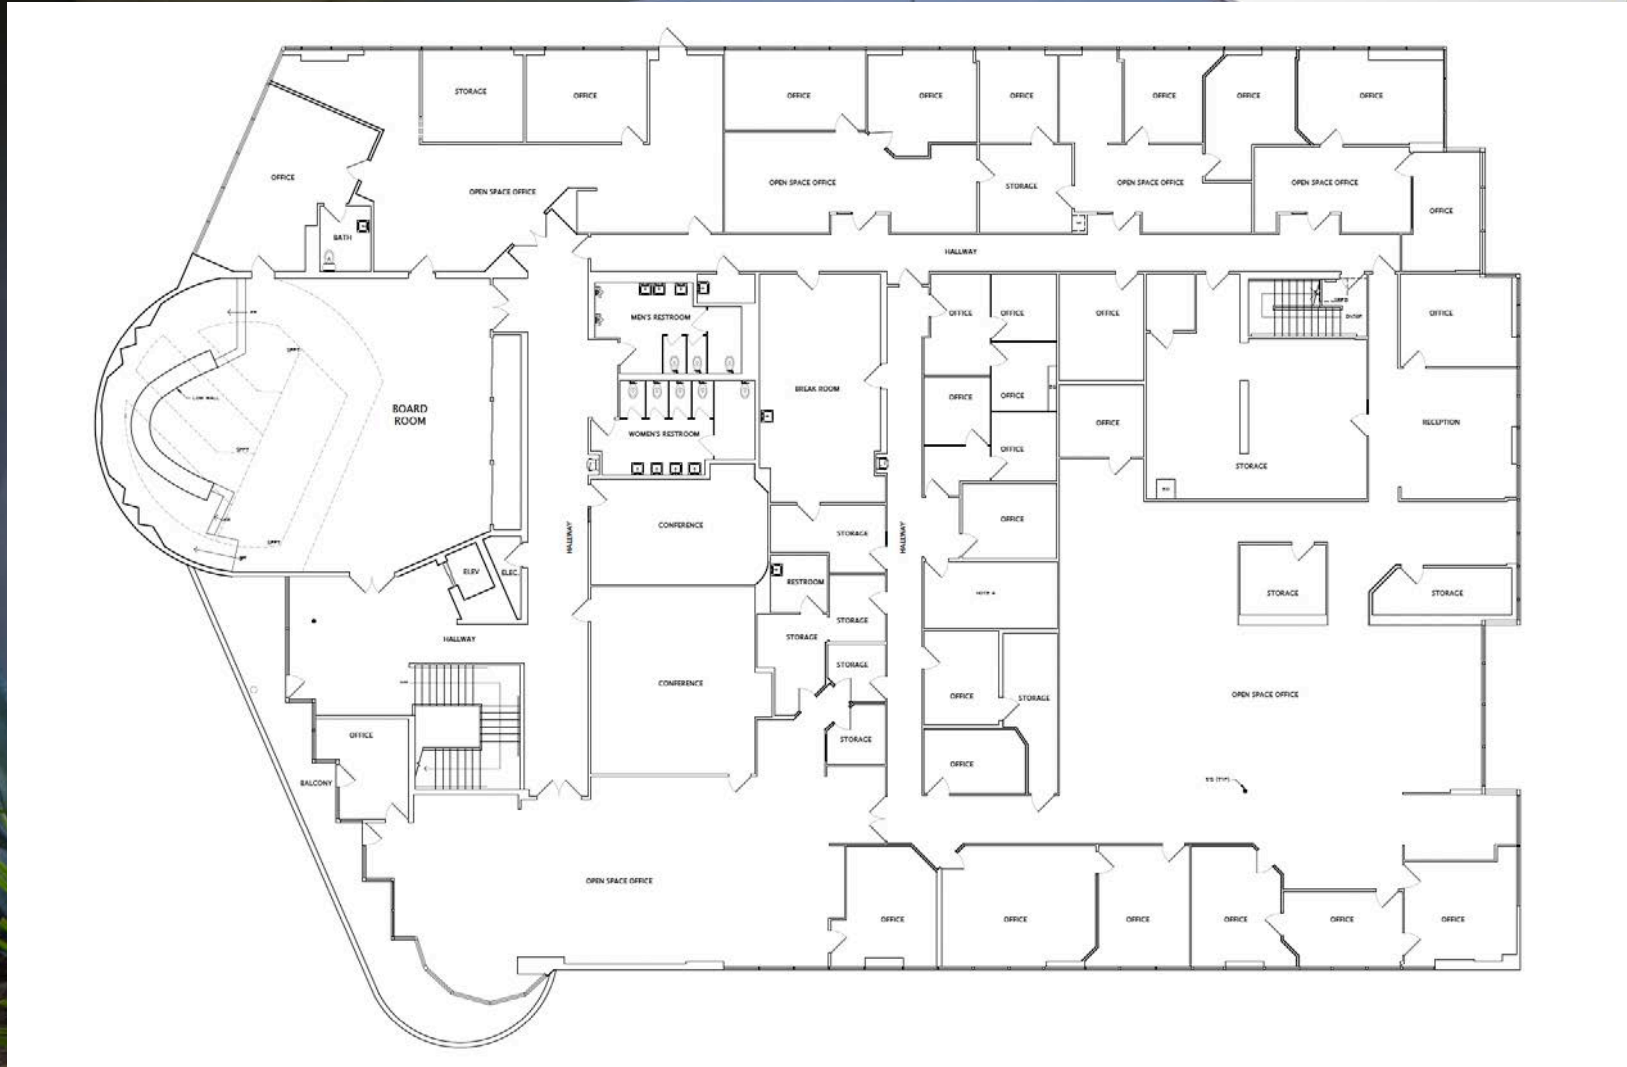 STORAGE
OFFICE
OFFICE
OFFICE
OFFICE
OFFICE
OFFICE
OFFICE
OFFICE
OPEN SPACE OFFICE
OPEN SPACE OFFICE
STORAGE
OPEN SPACE OFFICE
OPEN SPACE OFFICE
OFFICE
BATH
HALLWAY
MEN'S RESTROOM
OFFICE
OFFICE
OFFICE
OFFICE
LOW WALL
BREAK ROOM
OFFICE
OFFICE
BOARD
ROOM
OFFICE
RECEPTION
WOMEN'S RESTROOM
OFFICE
STORAGE
CONFERENCE
OFFICE
HALLWAY
HALLWAY
STORAGE
ELEV
ELEC.
RESTROOM
STORAGE
STORAGE
STORAGE
HALLWAY
STORAGE
STORAGE
CONFERENCE
OFFICE
STORAGE
OPEN SPACE OFFICE
OFFICE
STORAGE
OFFICE
BALCONY
OPEN SPACE OFFICE
OFFICE
OFFICE
OFFICE
OFFICE
OFFICE
OFFICE